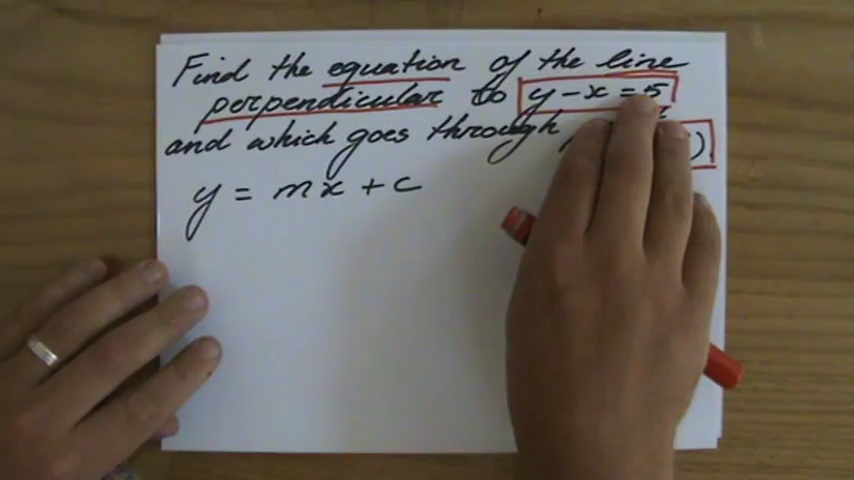 Find the equation of the line
perpendicular to y-x=5
and which goes through )
y = mx + c